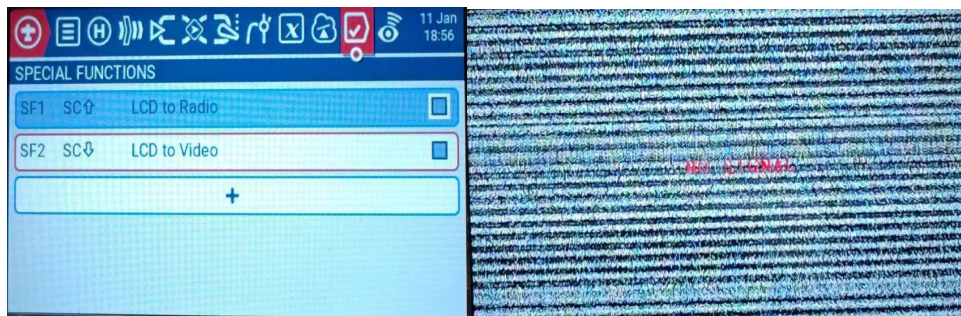 11 Jan
18:56
SPECIAL FUNCTIONS
SF1 SC⇧ LCD to Radio
SF2 SC⇩ LCD to Video
+
NO SIGNAL